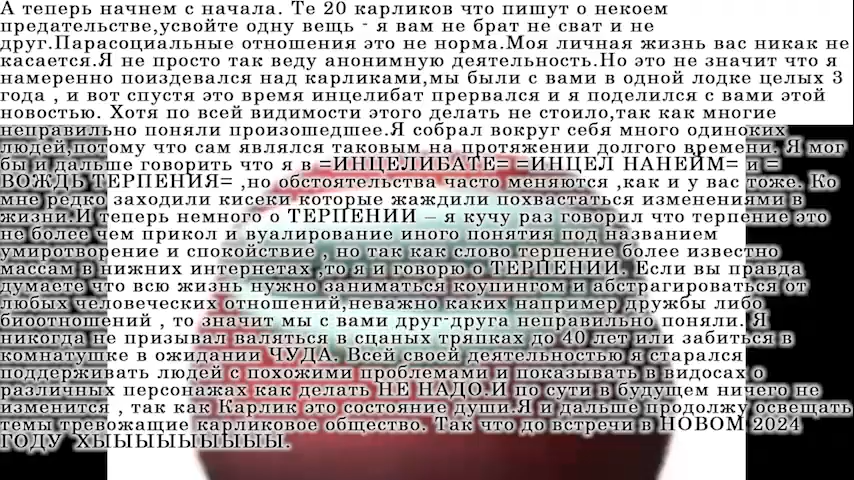 А теперь начнем с начала. Те 20 карликов что пишут о некоем
предательстве,усвойте одну вещь - я вам не брат не сват и не
друг.Парасоциальные отношения это не норма.Моя личная жизнь вас никак не
касается.Я не просто так веду анонимную деятельность.Но это не значит что я
намеренно поиздевался над карликами,мы были с вами в одной лодке целых 3
года , и вот спустя это время инцелибат прервался и я поделился с вами этой
новостью. Хотя по всей видимости этого делать не стоило,так как многие
неправильно поняли произошедшее.Я собрал вокруг себя много одиноких
людей,потому что сам являлся таковым на протяжении долгого времени. Я мог
бы и дальше говорить что я в =ИНЦЕЛИБАТЕ= =ИНЦЕЛ НАНЕЙМ= и =
ВОЖДЬ ТЕРПЕНИЯ= ,но обстоятельства часто меняются ,как и у вас тоже. Ко
мне редко заходили кисеки которые жаждили похвастаться изменениями в
жизни.И теперь немного о ТЕРПЕНИИ – я кучу раз говорил что терпение это
не более чем прикол и вуалирование иного понятия под названием
умиротворение и спокойствие , но так как слово терпение более известно
массам в нижних интернетах ,то я и говорю о ТЕРПЕНИИ. Если вы правда
думаете что всю жизнь нужно заниматься коупингом и абстрагироваться от
любых человеческих отношений,неважно каких например дружбы либо
биоотношений , то значит мы с вами друг-друга неправильно поняли. Я
никогда не призывал валяться в сцаных тряпках до 40 лет или забиться в
комнатушке в ожидании ЧУДА. Всей своей деятельностью я старался
поддерживать людей с похожими проблемами и показывать в видосах о
различных персонажах как делать НЕ НАДО.И по сути в будущем ничего не
изменится , так как Карлик это состояние души.Я и дальше продолжу освещать
темы тревожащие карликовое общество. Так что до встречи в НОВОМ 2024
ГОДУ ХЫЫЫЫЫЫЫЫЫ.